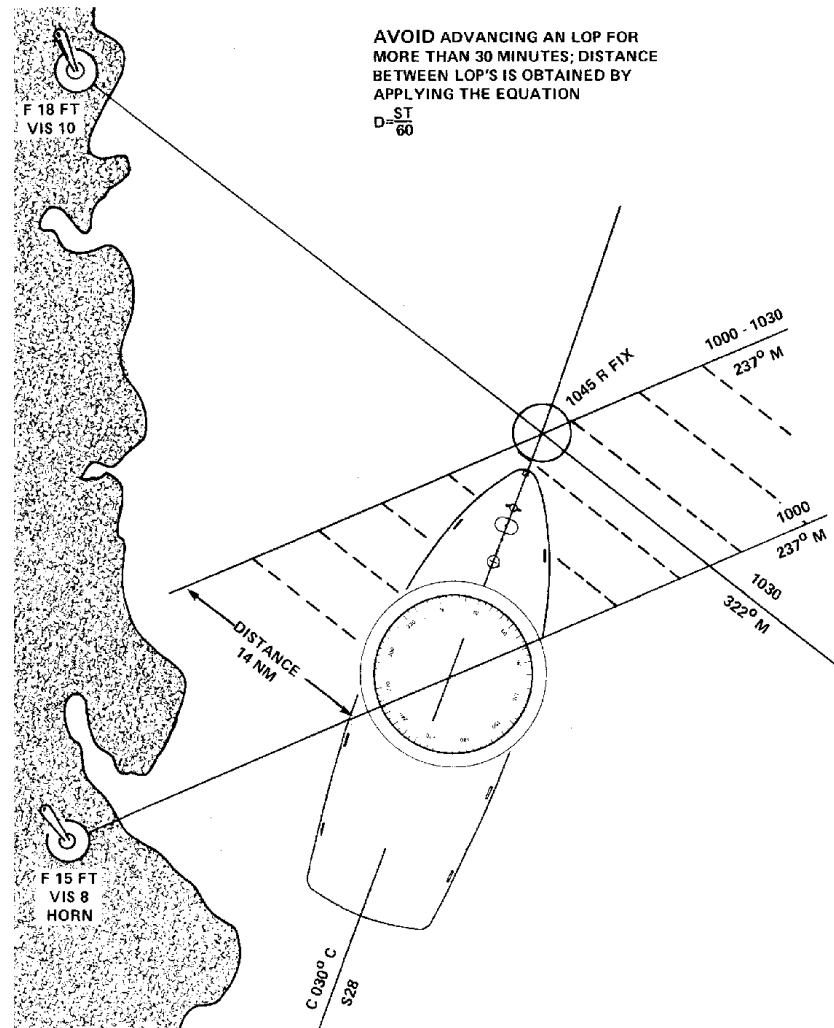 AVOID ADVANCING AN LOP FOR
MORE THAN 30 MINUTES; DISTANCE
BETWEEN LOP'S IS OBTAINED BY
APPLYING THE EQUATION
D=ST/60
F 18 FT
VIS 10
1000 - 1030
237° M
1045 R FIX
1000
237° M
1030
322° M
DISTANCE
14 NM
F 15 FT
VIS 8
HORN
C 030° C
S28